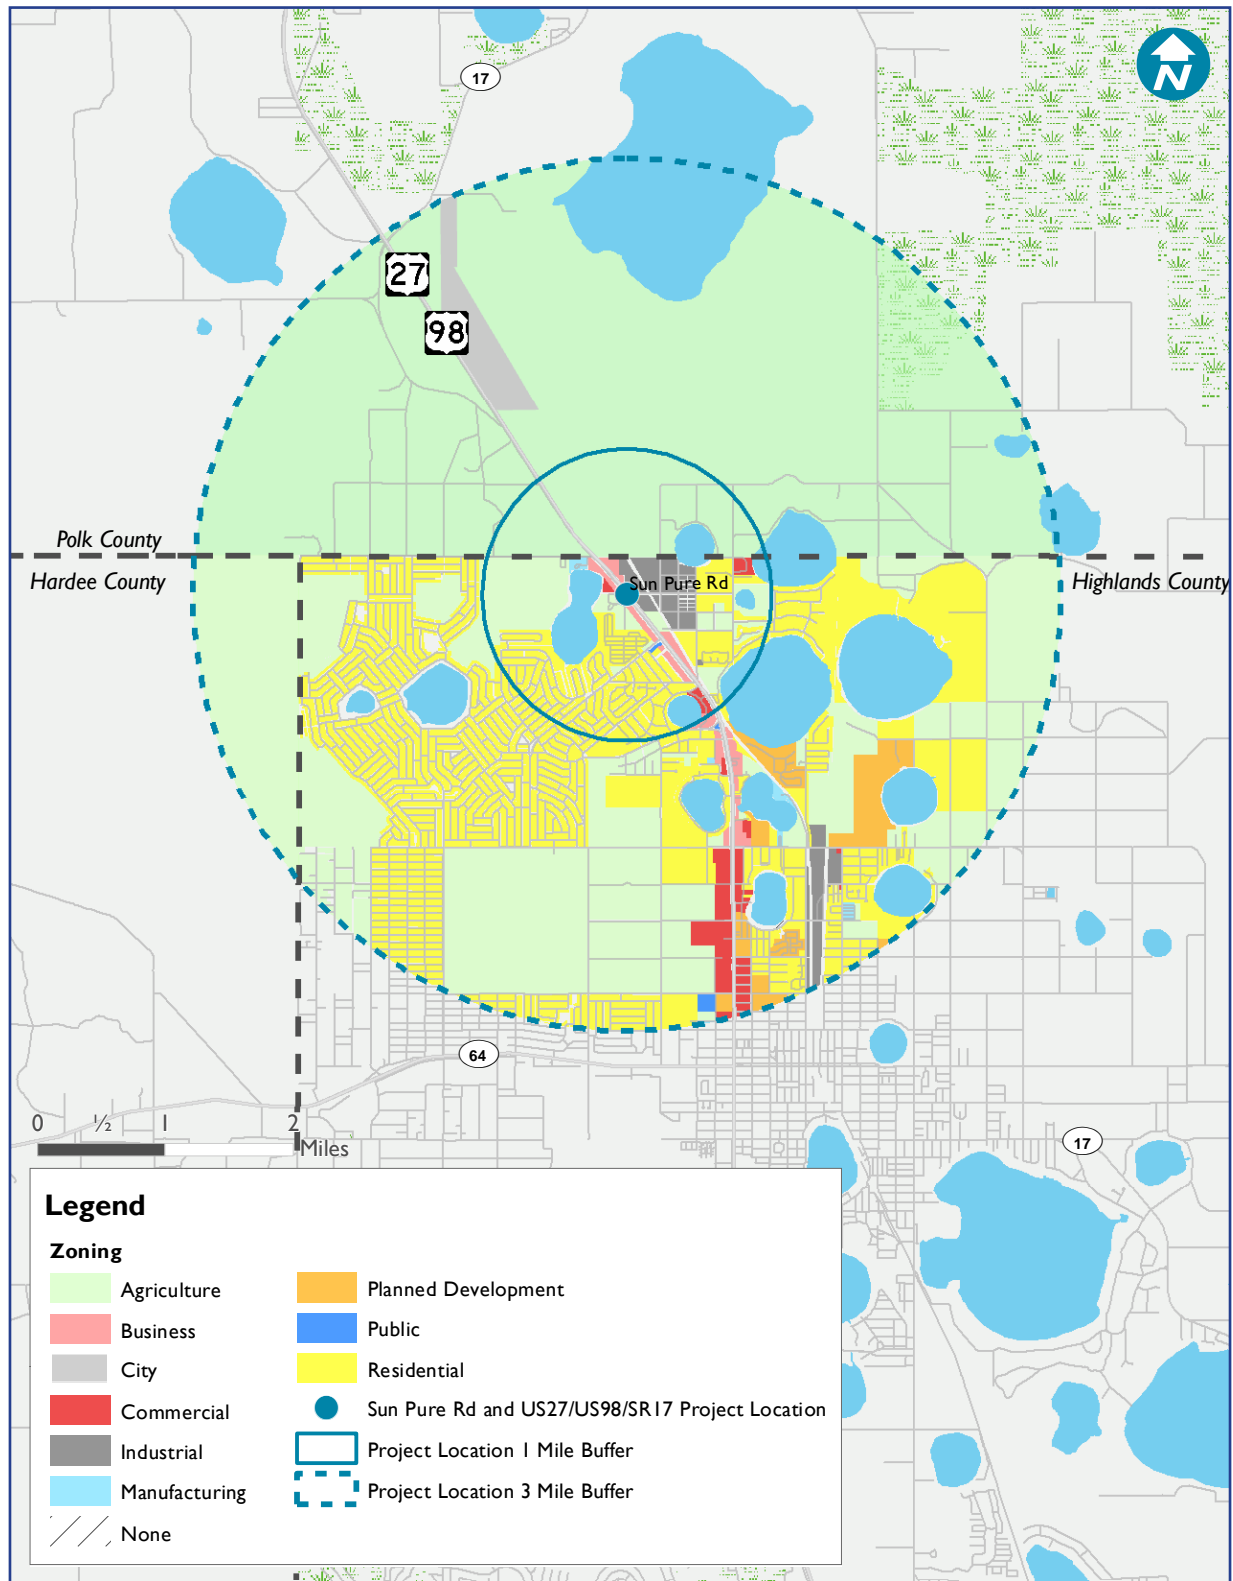 N
17
27
98
Polk County
Hardee County
Sun Pure Rd
Highlands County
64
17
0 ½ 1 2
Miles
Legend
Zoning
Agriculture
Business
City
Commercial
Industrial
Manufacturing
None
Planned Development
Public
Residential
Sun Pure Rd and US27/US98/SR17 Project Location
Project Location 1 Mile Buffer
Project Location 3 Mile Buffer